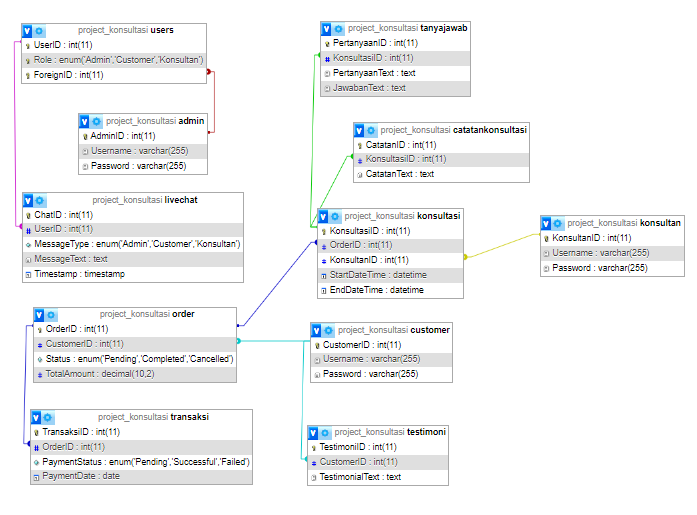 project_konsultasi users
UserID : int(11)
Role : enum('Admin','Customer','Konsultan')
ForeignID : int(11)
project_konsultasi admin
AdminID : int(11)
Username : varchar(255)
Password : varchar(255)
project_konsultasi livechat
ChatID : int(11)
UserID : int(11)
MessageType : enum('Admin','Customer','Konsultan')
MessageText : text
Timestamp : timestamp
project_konsultasi order
OrderID : int(11)
CustomerID : int(11)
Status : enum('Pending','Completed','Cancelled')
TotalAmount : decimal(10,2)
project_konsultasi transaksi
TransaksiID : int(11)
OrderID : int(11)
PaymentStatus : enum('Pending','Successful','Failed')
PaymentDate : date
project_konsultasi tanyajawab
PertanyaanID : int(11)
KonsultasiID : int(11)
PertanyaanText : text
JawabanText : text
project_konsultasi catatankonsultasi
CatatanID : int(11)
KonsultasiID : int(11)
CatatanText : text
project_konsultasi konsultasi
KonsultasiID : int(11)
OrderID : int(11)
KonsultanID : int(11)
StartDateTime : datetime
EndDateTime : datetime
project_konsultasi konsultan
KonsultanID : int(11)
Username : varchar(255)
Password : varchar(255)
project_konsultasi customer
CustomerID : int(11)
Username : varchar(255)
Password : varchar(255)
project_konsultasi testimoni
TestimoniID : int(11)
CustomerID : int(11)
TestimonialText : text